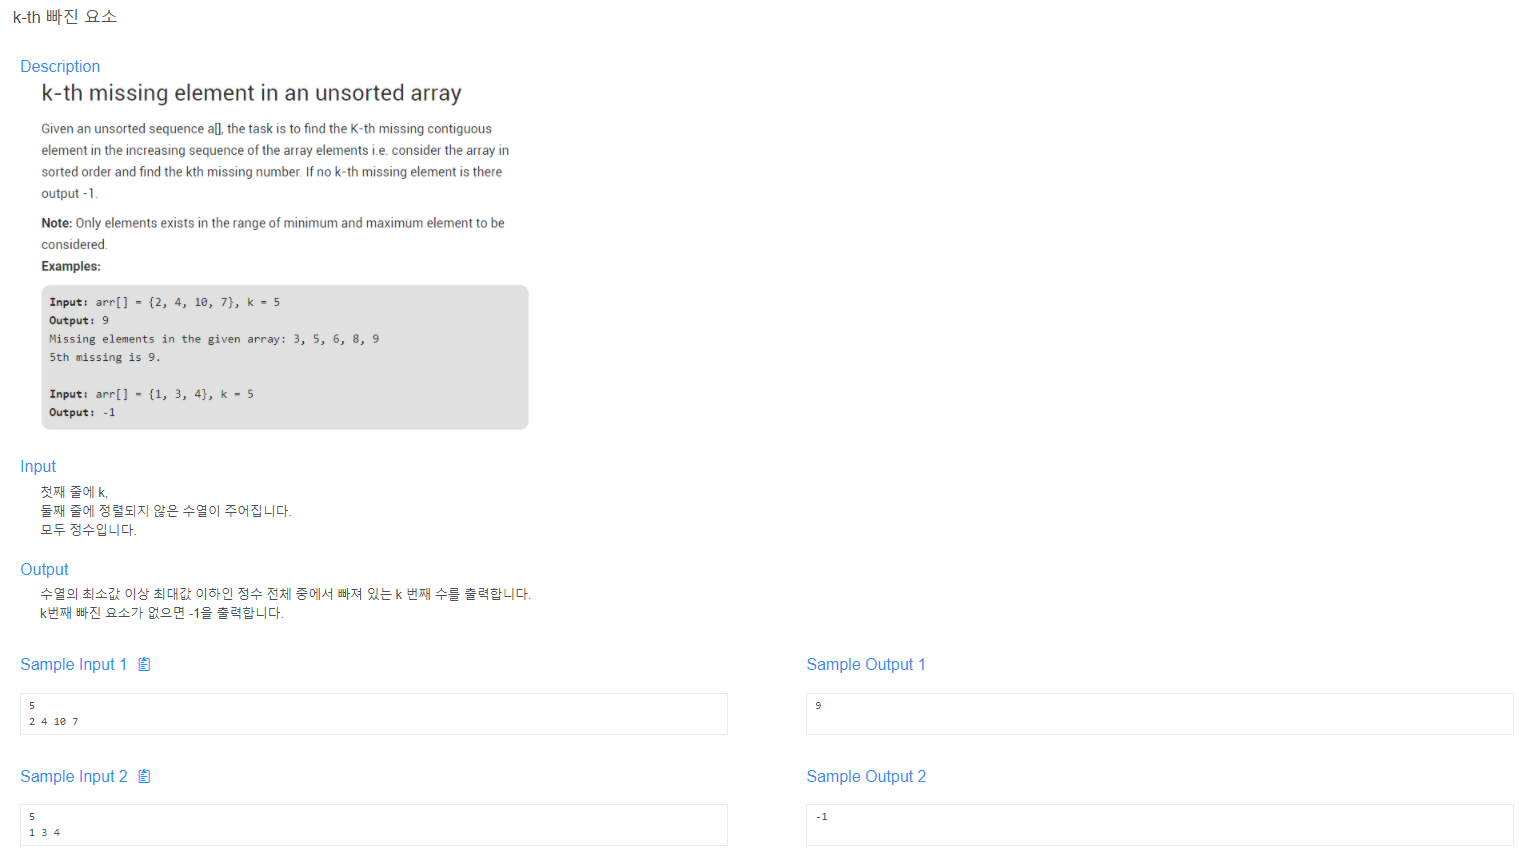 k-th 빠진 요소
Description
k-th missing element in an unsorted array
Given an unsorted sequence a[], the task is to find the K-th missing contiguous
element in the increasing sequence of the array elements i.e. consider the array in
sorted order and find the kth missing number. If no k-th missing element is there
output -1.
Note: Only elements exists in the range of minimum and maximum element to be
considered.
Examples:
Input: arr[] = {2, 4, 10, 7}, k = 5
Output: 9
Missing elements in the given array: 3, 5, 6, 8, 9
5th missing is 9.
Input: arr[] = {1, 3, 4}, k = 5
Output: -1
Input
첫째 줄에 k,
둘째 줄에 정렬되지 않은 수열이 주어집니다.
모두 정수입니다.
Output
수열의 최소값 이상 최대값 이하인 정수 전체 중에서 빠져 있는 k 번째 수를 출력합니다.
k번째 빠진 요소가 없으면 -1을 출력합니다.
Sample Input 1
5
2 4 10 7
Sample Output 1
9
Sample Input 2
5
1 3 4
Sample Output 2
-1